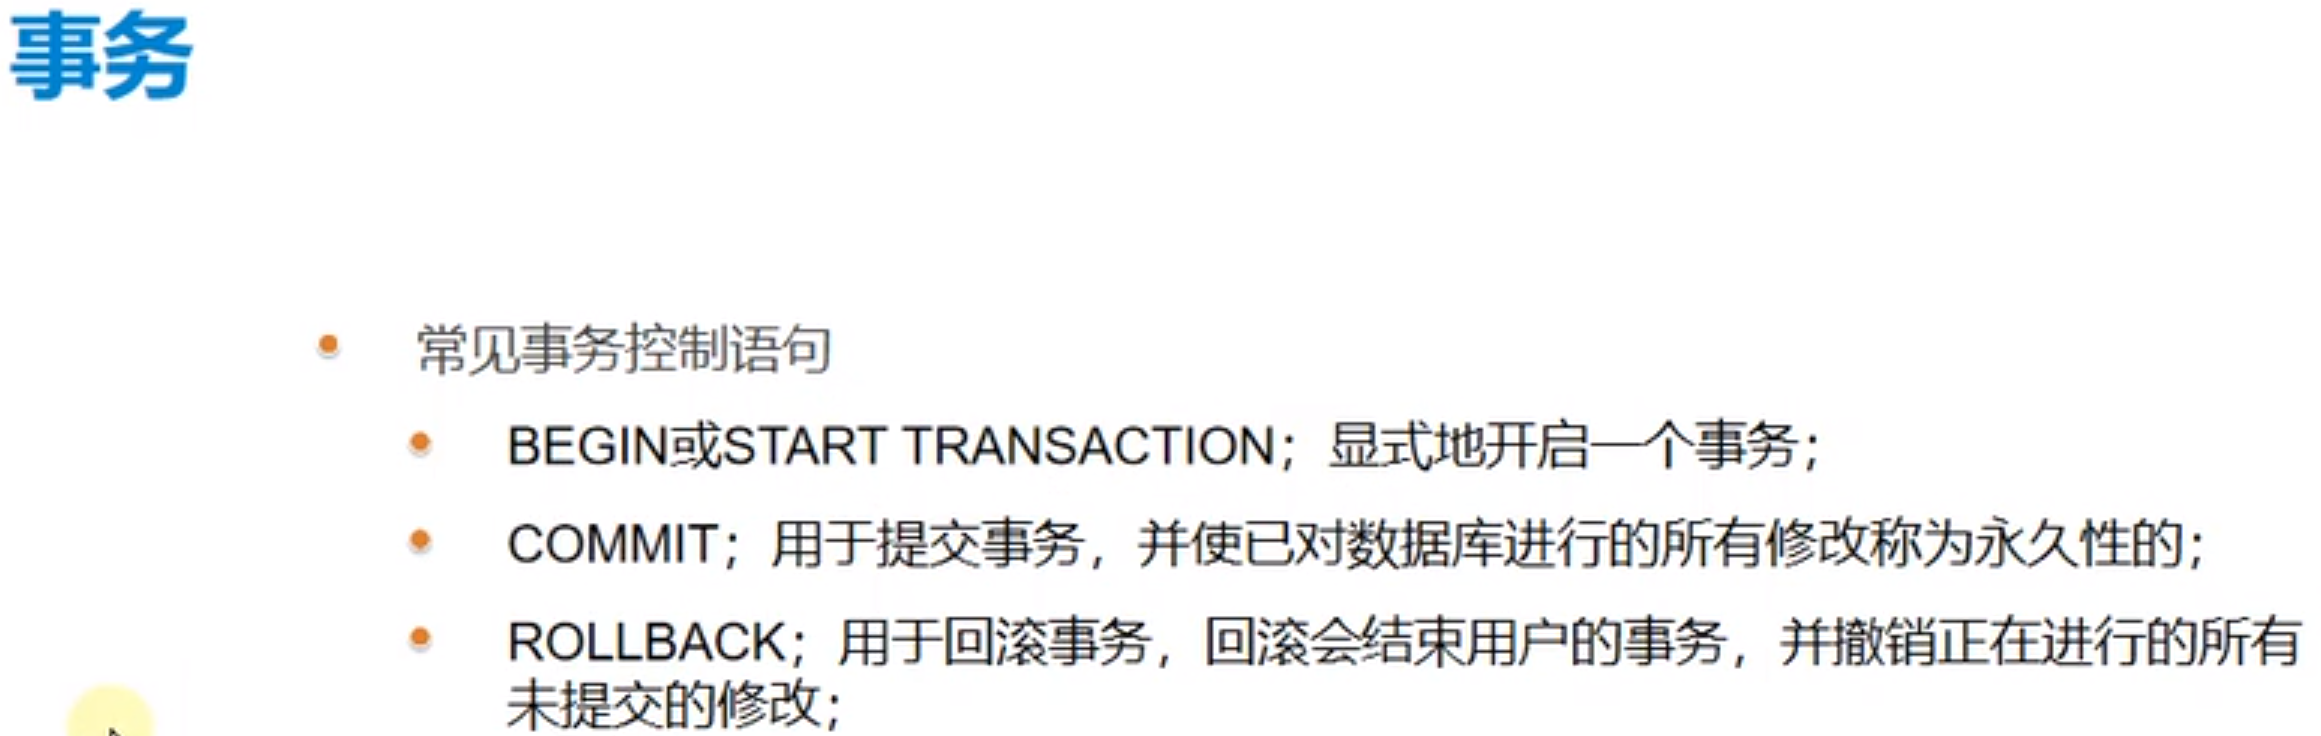 事务
常见事务控制语句
BEGIN或START TRANSACTION；显式地开启一个事务；
COMMIT；用于提交事务，并使已对数据库进行的所有修改称为永久性的；
ROLLBACK；用于回滚事务，回滚会结束用户的事务，并撤销正在进行的所有
未提交的修改；